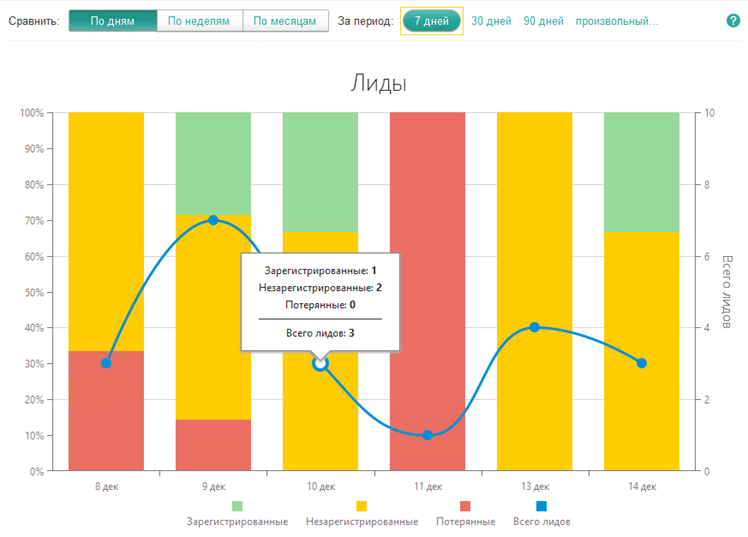 Сравнить: По дням По неделям По месяцам За период: 7 дней 30 дней 90 дней произвольный... ?
Лиды
100% 10
90%
80% 8
70%
60% 6
50%
40% 4
30%
20% 2
10%
0% 0
Всего лидов
Зарегистрированные: 1
Незарегистрированные: 2
Потерянные: 0
Всего лидов: 3
8 дек 9 дек 10 дек 11 дек 13 дек 14 дек
Зарегистрированные Незарегистрированные Потерянные Всего лидов